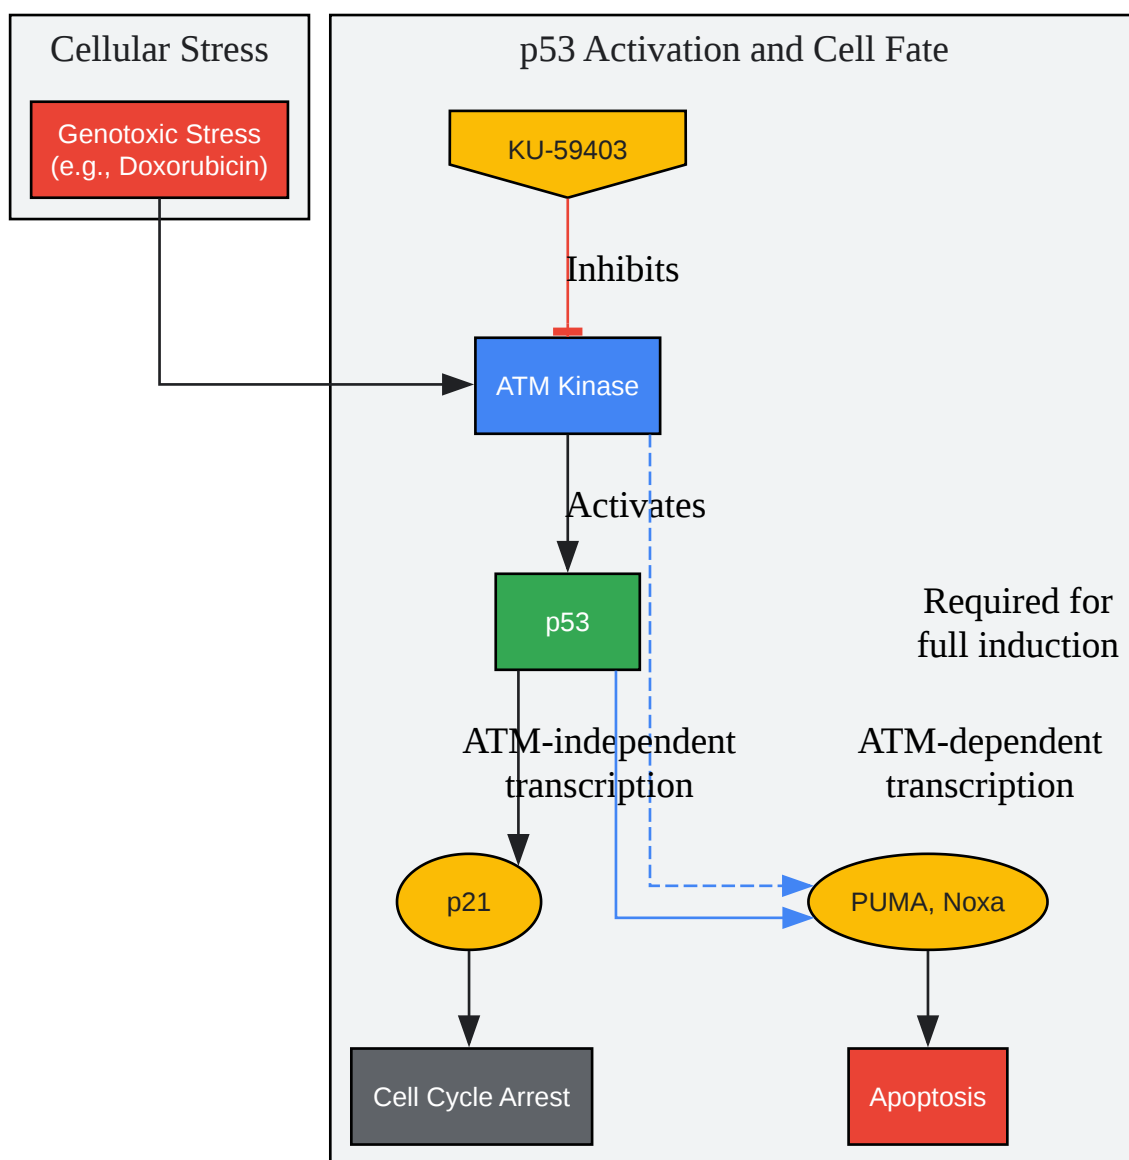 Cellular Stress
Genotoxic Stress
(e.g., Doxorubicin)
p53 Activation and Cell Fate
KU-59403
Inhibits
ATM Kinase
Activates
p53
Required for
full induction
ATM-independent
transcription
ATM-dependent
transcription
p21
PUMA, Noxa
Cell Cycle Arrest
Apoptosis